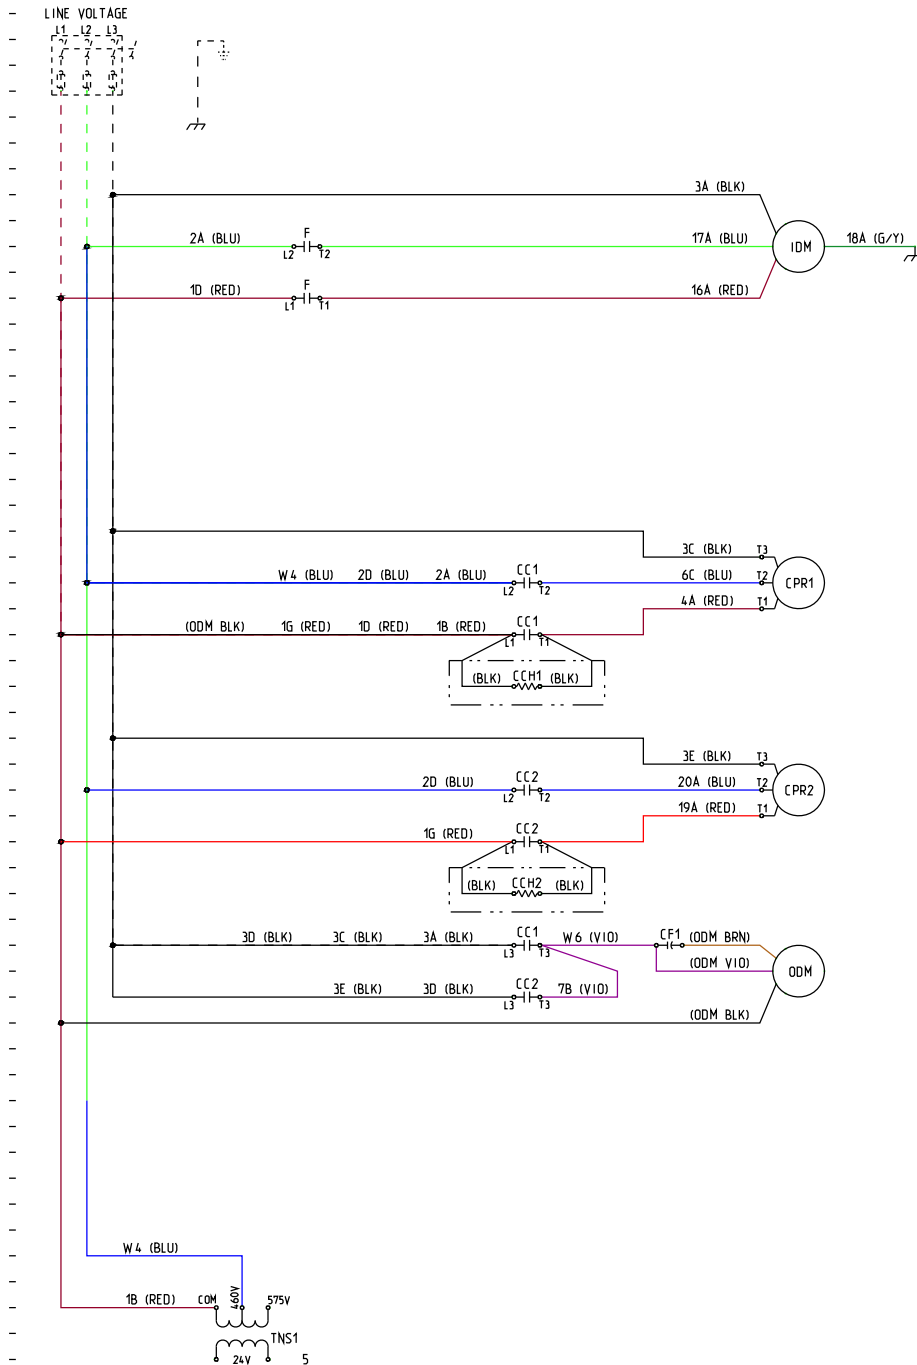 LINE VOLTAGE
L1 L2 L3
3A (BLK)
2A (BLU) F 17A (BLU) IDM 18A (G/Y)
L2 T2
1D (RED) F 16A (RED)
L1 T1
3C (BLK) T3
W4 (BLU) 2D (BLU) 2A (BLU) CC1 6C (BLU) T2 CPR1
L2 T2
4A (RED) T1
(ODM BLK) 1G (RED) 1D (RED) 1B (RED) CC1
L1 T1
(BLK) CCH1 (BLK)
3E (BLK) T3
2D (BLU) CC2 20A (BLU) T2 CPR2
L2 T2
19A (RED) T1
1G (RED) CC2
L1 T1
(BLK) CCH2 (BLK)
3D (BLK) 3C (BLK) 3A (BLK) CC1 W6 (VIO) CF1 (ODM BRN)
L3 T3
(ODM VIO) ODM
3E (BLK) 3D (BLK) CC2 7B (VIO)
L3 T3
(ODM BLK)
W4 (BLU)
1B (RED) COM 460V 575V
TNS1
24V 5